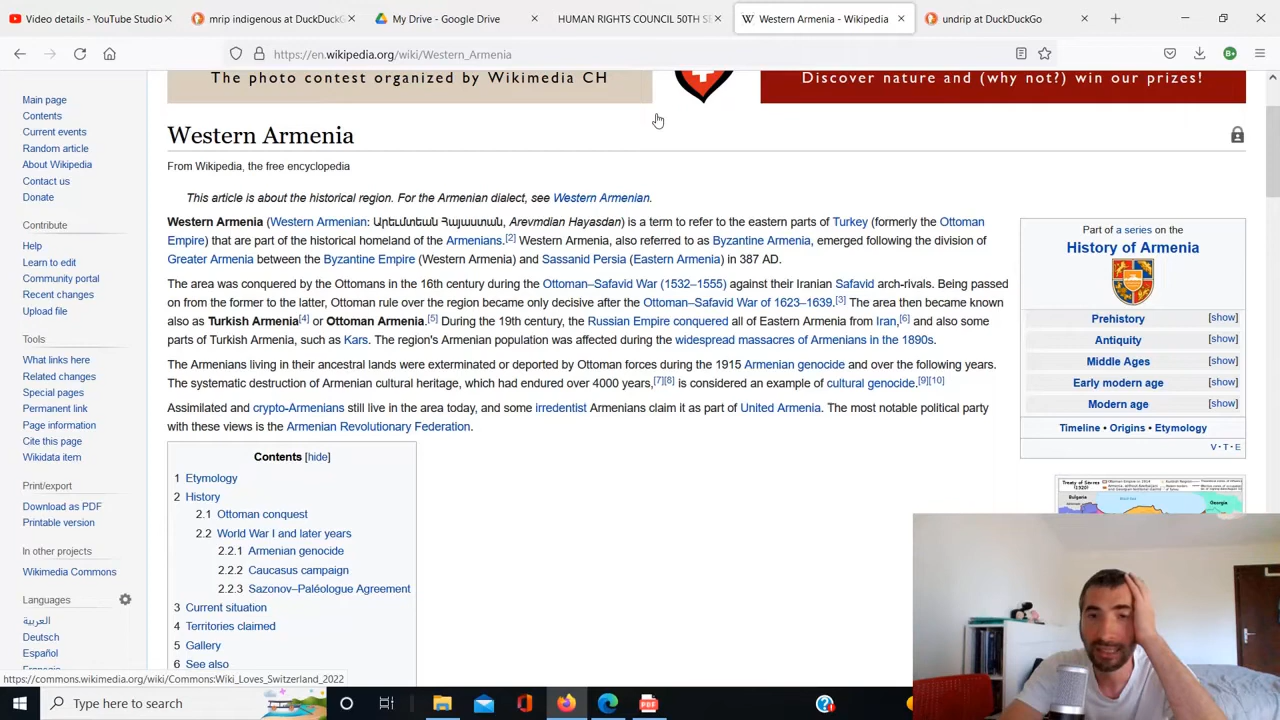 Video details - YouTube Studio
mrip indigenous at DuckDuckGo
My Drive - Google Drive
HUMAN RIGHTS COUNCIL 50TH SE
Western Armenia - Wikipedia
undrip at DuckDuckGo
https://en.wikipedia.org/wiki/Western_Armenia
The photo contest organized by Wikimedia CH
Discover nature and (why not?) win our prizes!
Main page
Contents
Current events
Random article
About Wikipedia
Contact us
Donate
Contribute
Help
Learn to edit
Community portal
Recent changes
Upload file
Tools
What links here
Related changes
Special pages
Permanent link
Page information
Cite this page
Wikidata item
Print/export
Download as PDF
Printable version
In other projects
Wikimedia Commons
Languages
العربية
Deutsch
Español
Français
Western Armenia
From Wikipedia, the free encyclopedia
This article is about the historical region. For the Armenian dialect, see Western Armenian.
Western Armenia (Western Armenian: Արեւմտեան Հայաստան, Arevmdian Hayasdan) is a term to refer to the eastern parts of Turkey (formerly the Ottoman
Empire) that are part of the historical homeland of the Armenians.[2] Western Armenia, also referred to as Byzantine Armenia, emerged following the division of
Greater Armenia between the Byzantine Empire (Western Armenia) and Sassanid Persia (Eastern Armenia) in 387 AD.
The area was conquered by the Ottomans in the 16th century during the Ottoman–Safavid War (1532–1555) against their Iranian Safavid arch-rivals. Being passed
on from the former to the latter, Ottoman rule over the region became only decisive after the Ottoman–Safavid War of 1623–1639.[3] The area then became known
also as Turkish Armenia[4] or Ottoman Armenia.[5] During the 19th century, the Russian Empire conquered all of Eastern Armenia from Iran,[6] and also some
parts of Turkish Armenia, such as Kars. The region's Armenian population was affected during the widespread massacres of Armenians in the 1890s.
The Armenians living in their ancestral lands were exterminated or deported by Ottoman forces during the 1915 Armenian genocide and over the following years.
The systematic destruction of Armenian cultural heritage, which had endured over 4000 years,[7][8] is considered an example of cultural genocide.[9][10]
Assimilated and crypto-Armenians still live in the area today, and some irredentist Armenians claim it as part of United Armenia. The most notable political party
with these views is the Armenian Revolutionary Federation.
Contents [hide]
1 Etymology
2 History
2.1 Ottoman conquest
2.2 World War I and later years
2.2.1 Armenian genocide
2.2.2 Caucasus campaign
2.2.3 Sazonov–Paléologue Agreement
3 Current situation
4 Territories claimed
5 Gallery
6 See also
Part of a series on the
History of Armenia
Prehistory [show]
Antiquity [show]
Middle Ages [show]
Early modern age [show]
Modern age [show]
Timeline • Origins • Etymology
V · T · E
Treaty of Sèvres
(1920)
Bulgaria
Georgia
https://commons.wikimedia.org/wiki/Commons:Wiki_Loves_Switzerland_2022
Type here to search